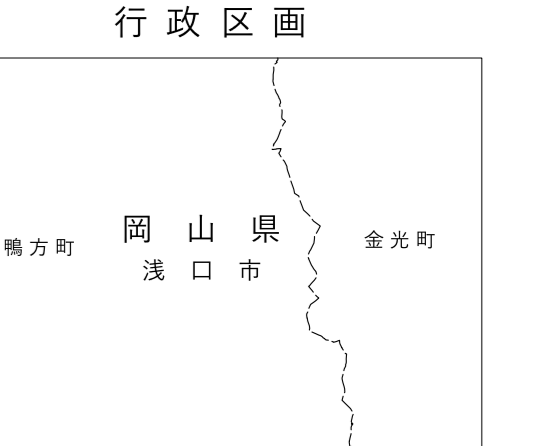 行政区画
岡山県
鴨方町
金光町
浅口市